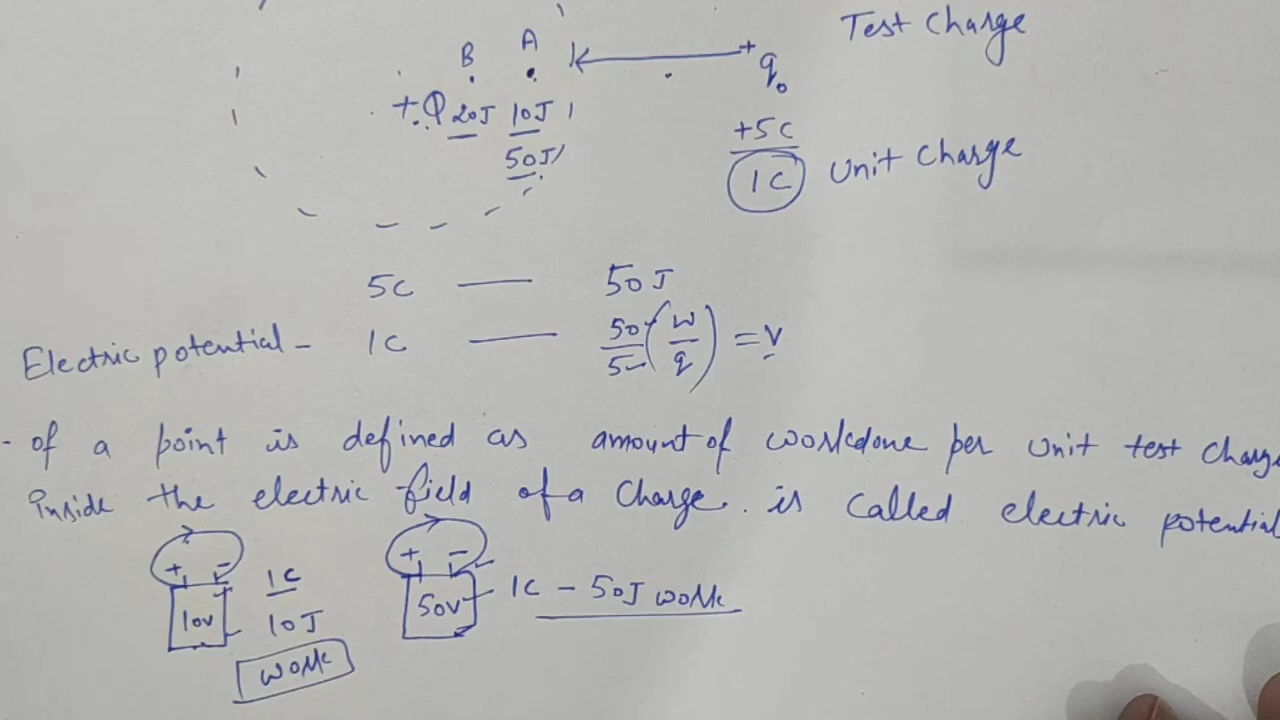 Test Charge
B A
+Q 20J 10J
50J
+ q₀
+5C
1C Unit Charge
5C — 50J
Electric potential - 1C — 50/5 (W/q) = V
- of a point is defined as amount of workdone per unit test charge
inside the electric field of a charge. is called electric potential
+ - + -
10V 1C 50V 1C - 50J work
10J
work